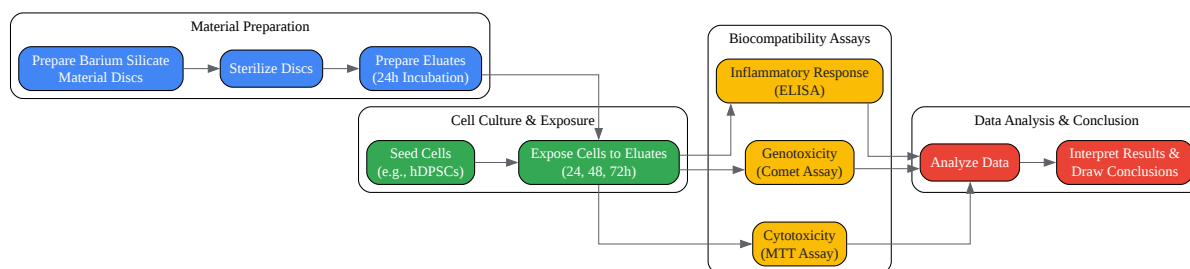 Material Preparation
Prepare Barium Silicate
Material Discs
Sterilize Discs
Prepare Eluates
(24h Incubation)
Cell Culture & Exposure
Seed Cells
(e.g., hDPSCs)
Expose Cells to Eluates
(24, 48, 72h)
Biocompatibility Assays
Inflammatory Response
(ELISA)
Genotoxicity
(Comet Assay)
Cytotoxicity
(MTT Assay)
Data Analysis & Conclusion
Analyze Data
Interpret Results &
Draw Conclusions